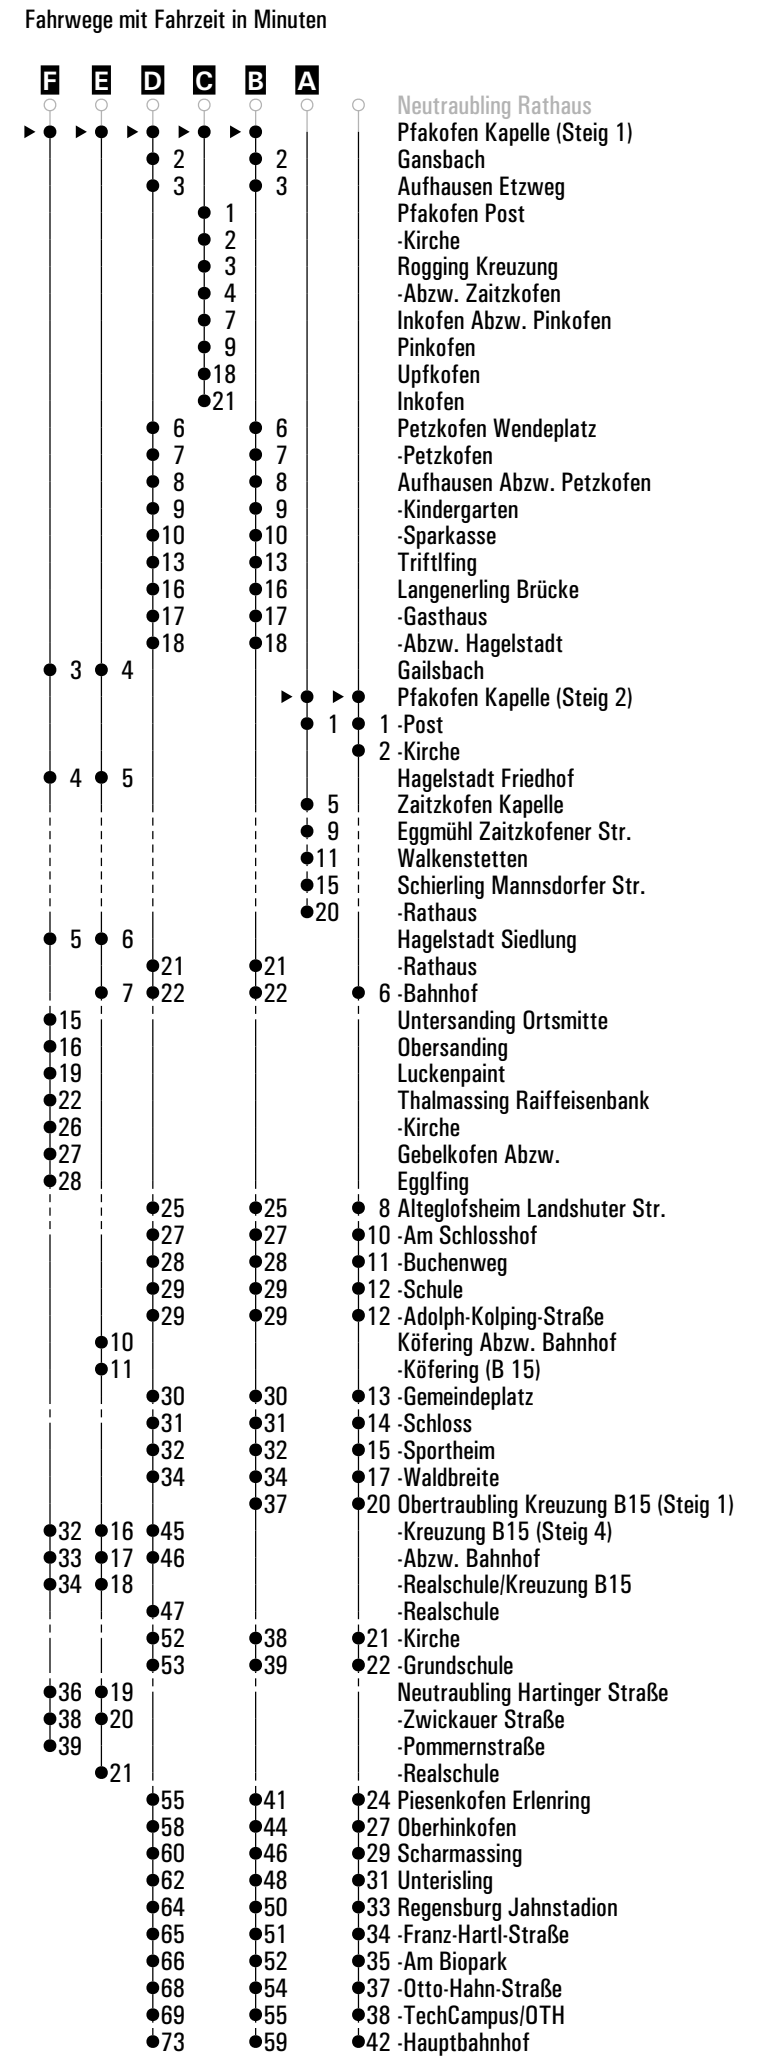 Fahrwege mit Fahrzeit in Minuten
F E D C B A
Neutraubling Rathaus
Pfakofen Kapelle (Steig 1)
2 2 Gansbach
3 3 Aufhausen Etzweg
1 Pfakofen Post
2 -Kirche
3 Rogging Kreuzung
4 -Abzw. Zaitzkofen
7 Inkofen Abzw. Pinkofen
9 Pinkofen
18 Upfkofen
21 Inkofen
6 6 Petzkofen Wendeplatz
7 7 -Petzkofen
8 8 Aufhausen Abzw. Petzkofen
9 9 -Kindergarten
10 10 -Sparkasse
13 13 Triftlfing
16 16 Langenerling Brücke
17 17 -Gasthaus
18 18 -Abzw. Hagelstadt
3 4 Gailsbach
Pfakofen Kapelle (Steig 2)
1 1 -Post
2 -Kirche
4 5 Hagelstadt Friedhof
5 Zaitzkofen Kapelle
9 Eggmühl Zaitzkofener Str.
11 Walkenstetten
15 Schierling Mannsdorfer Str.
20 -Rathaus
5 6 Hagelstadt Siedlung
21 21 -Rathaus
7 22 22 6 -Bahnhof
15 Untersanding Ortsmitte
16 Obersanding
19 Luckenpaint
22 Thalmassing Raiffeisenbank
26 -Kirche
27 Gebelkofen Abzw.
28 Egglfing
25 25 8 Alteglofsheim Landshuter Str.
27 27 10 -Am Schlosshof
28 28 11 -Buchenweg
29 29 12 -Schule
29 29 12 -Adolph-Kolping-Straße
10 Köfering Abzw. Bahnhof
11 -Köfering (B 15)
30 30 13 -Gemeindeplatz
31 31 14 -Schloss
32 32 15 -Sportheim
34 34 17 -Waldbreite
37 20 Obertraubling Kreuzung B15 (Steig 1)
32 16 45 -Kreuzung B15 (Steig 4)
33 17 46 -Abzw. Bahnhof
34 18 -Realschule/Kreuzung B15
47 -Realschule
52 38 21 -Kirche
53 39 22 -Grundschule
36 19 Neutraubling Hartinger Straße
38 20 -Zwickauer Straße
39 -Pommernstraße
21 -Realschule
55 41 24 Piesenkofen Erlenring
58 44 27 Oberhinkofen
60 46 29 Scharmassing
62 48 31 Unterisling
64 50 33 Regensburg Jahnstadion
65 51 34 -Franz-Hartl-Straße
66 52 35 -Am Biopark
68 54 37 -Otto-Hahn-Straße
69 55 38 -TechCampus/OTH
73 59 42 -Hauptbahnhof